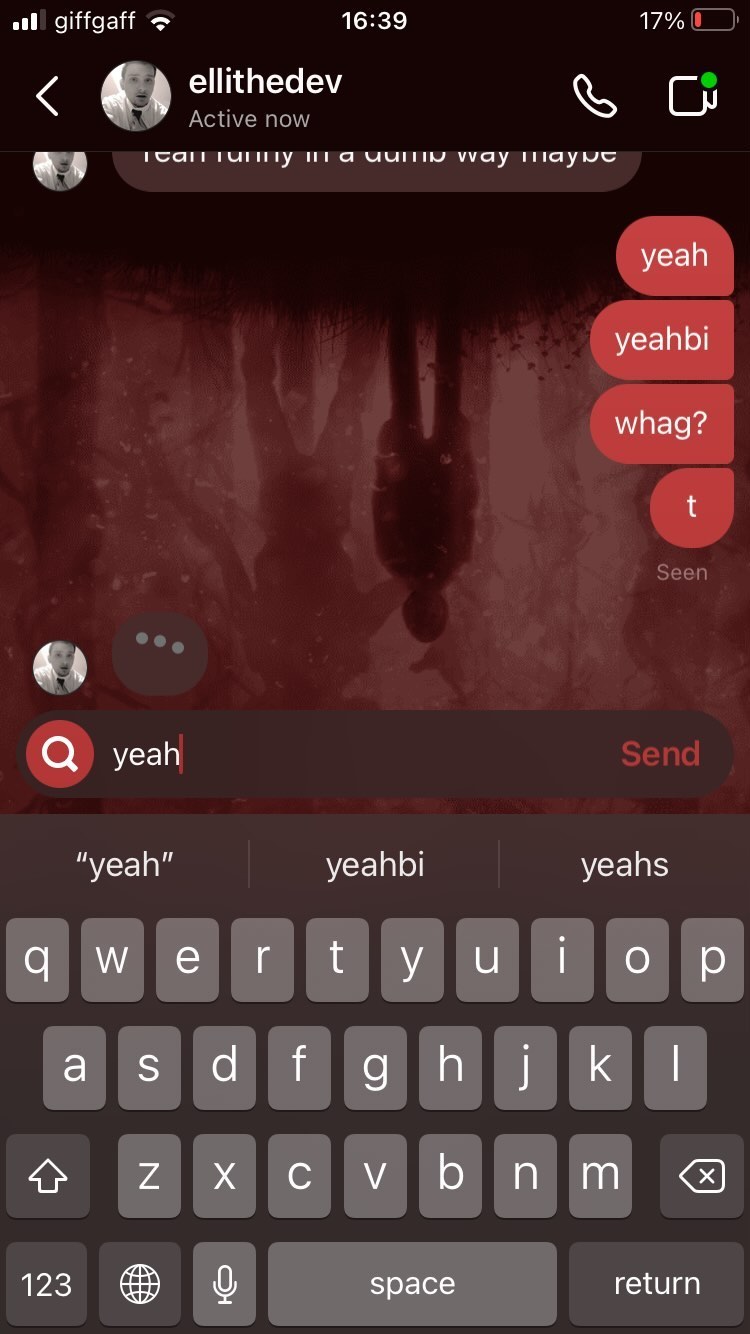 giffgaff 16:39 17%
ellithedev
Active now
Yeah funny in a dumb way maybe
yeah
yeahbi
whag?
t
Seen
yeah Send
“yeah” yeahbi yeahs
q w e r t y u i o p
a s d f g h j k l
z x c v b n m
123 space return